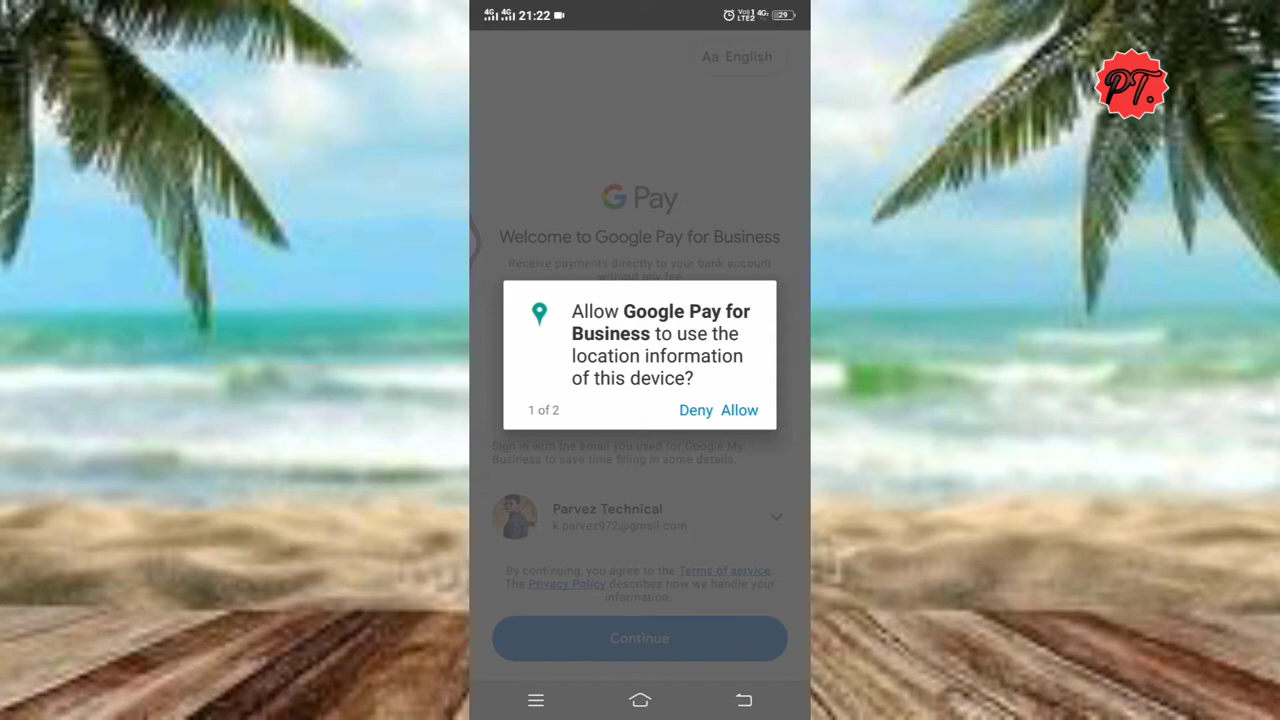 21:22
29
Aa English
PT.
G Pay
Welcome to Google Pay for Business
Receive payments directly to your bank account
without any fee
Allow Google Pay for
Business to use the
location information
of this device?
1 of 2
Deny Allow
Sign in with the email you used for Google My
Business to save time filling in some details.
Parvez Technical
k.parvez972@gmail.com
By continuing, you agree to the Terms of service.
The Privacy Policy describes how we handle your
information.
Continue